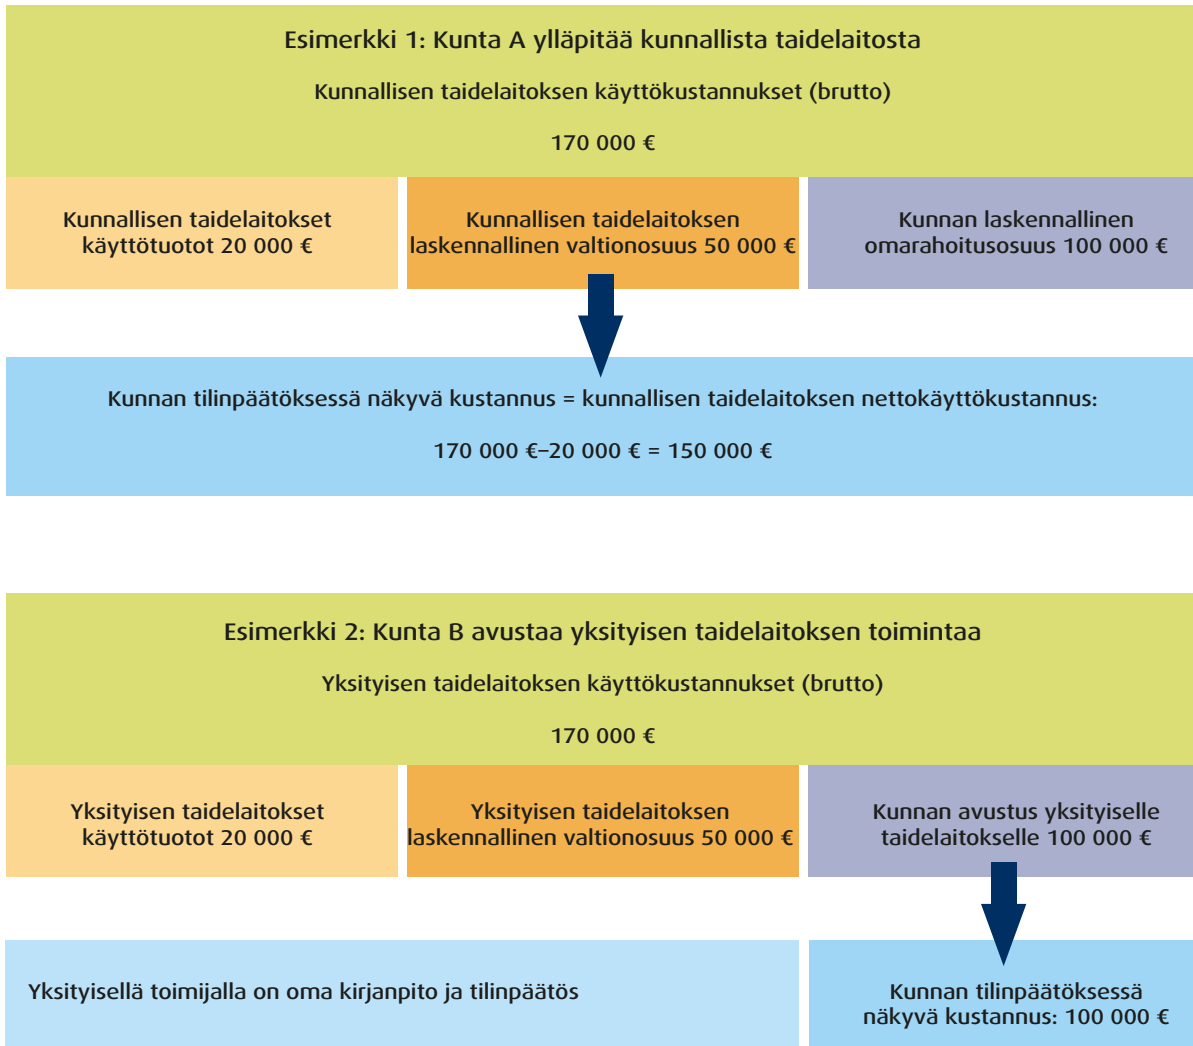 Esimerkki 1: Kunta A ylläpitää kunnallista taidelaitosta
Kunnallisen taidelaitoksen käyttökustannukset (brutto)
170 000 €
Kunnallisen taidelaitokset
käyttötuotot 20 000 €
Kunnallisen taidelaitoksen
laskennallinen valtionosuus 50 000 €
Kunnan laskennallinen
omarahoitusosuus 100 000 €
Kunnan tilinpäätöksessä näkyvä kustannus = kunnallisen taidelaitoksen nettokäyttökustannus:
170 000 €–20 000 € = 150 000 €
Esimerkki 2: Kunta B avustaa yksityisen taidelaitoksen toimintaa
Yksityisen taidelaitoksen käyttökustannukset (brutto)
170 000 €
Yksityisen taidelaitokset
käyttötuotot 20 000 €
Yksityisen taidelaitoksen
laskennallinen valtionosuus 50 000 €
Kunnan avustus yksityiselle
taidelaitokselle 100 000 €
Yksityisellä toimijalla on oma kirjanpito ja tilinpäätös
Kunnan tilinpäätöksessä
näkyvä kustannus: 100 000 €